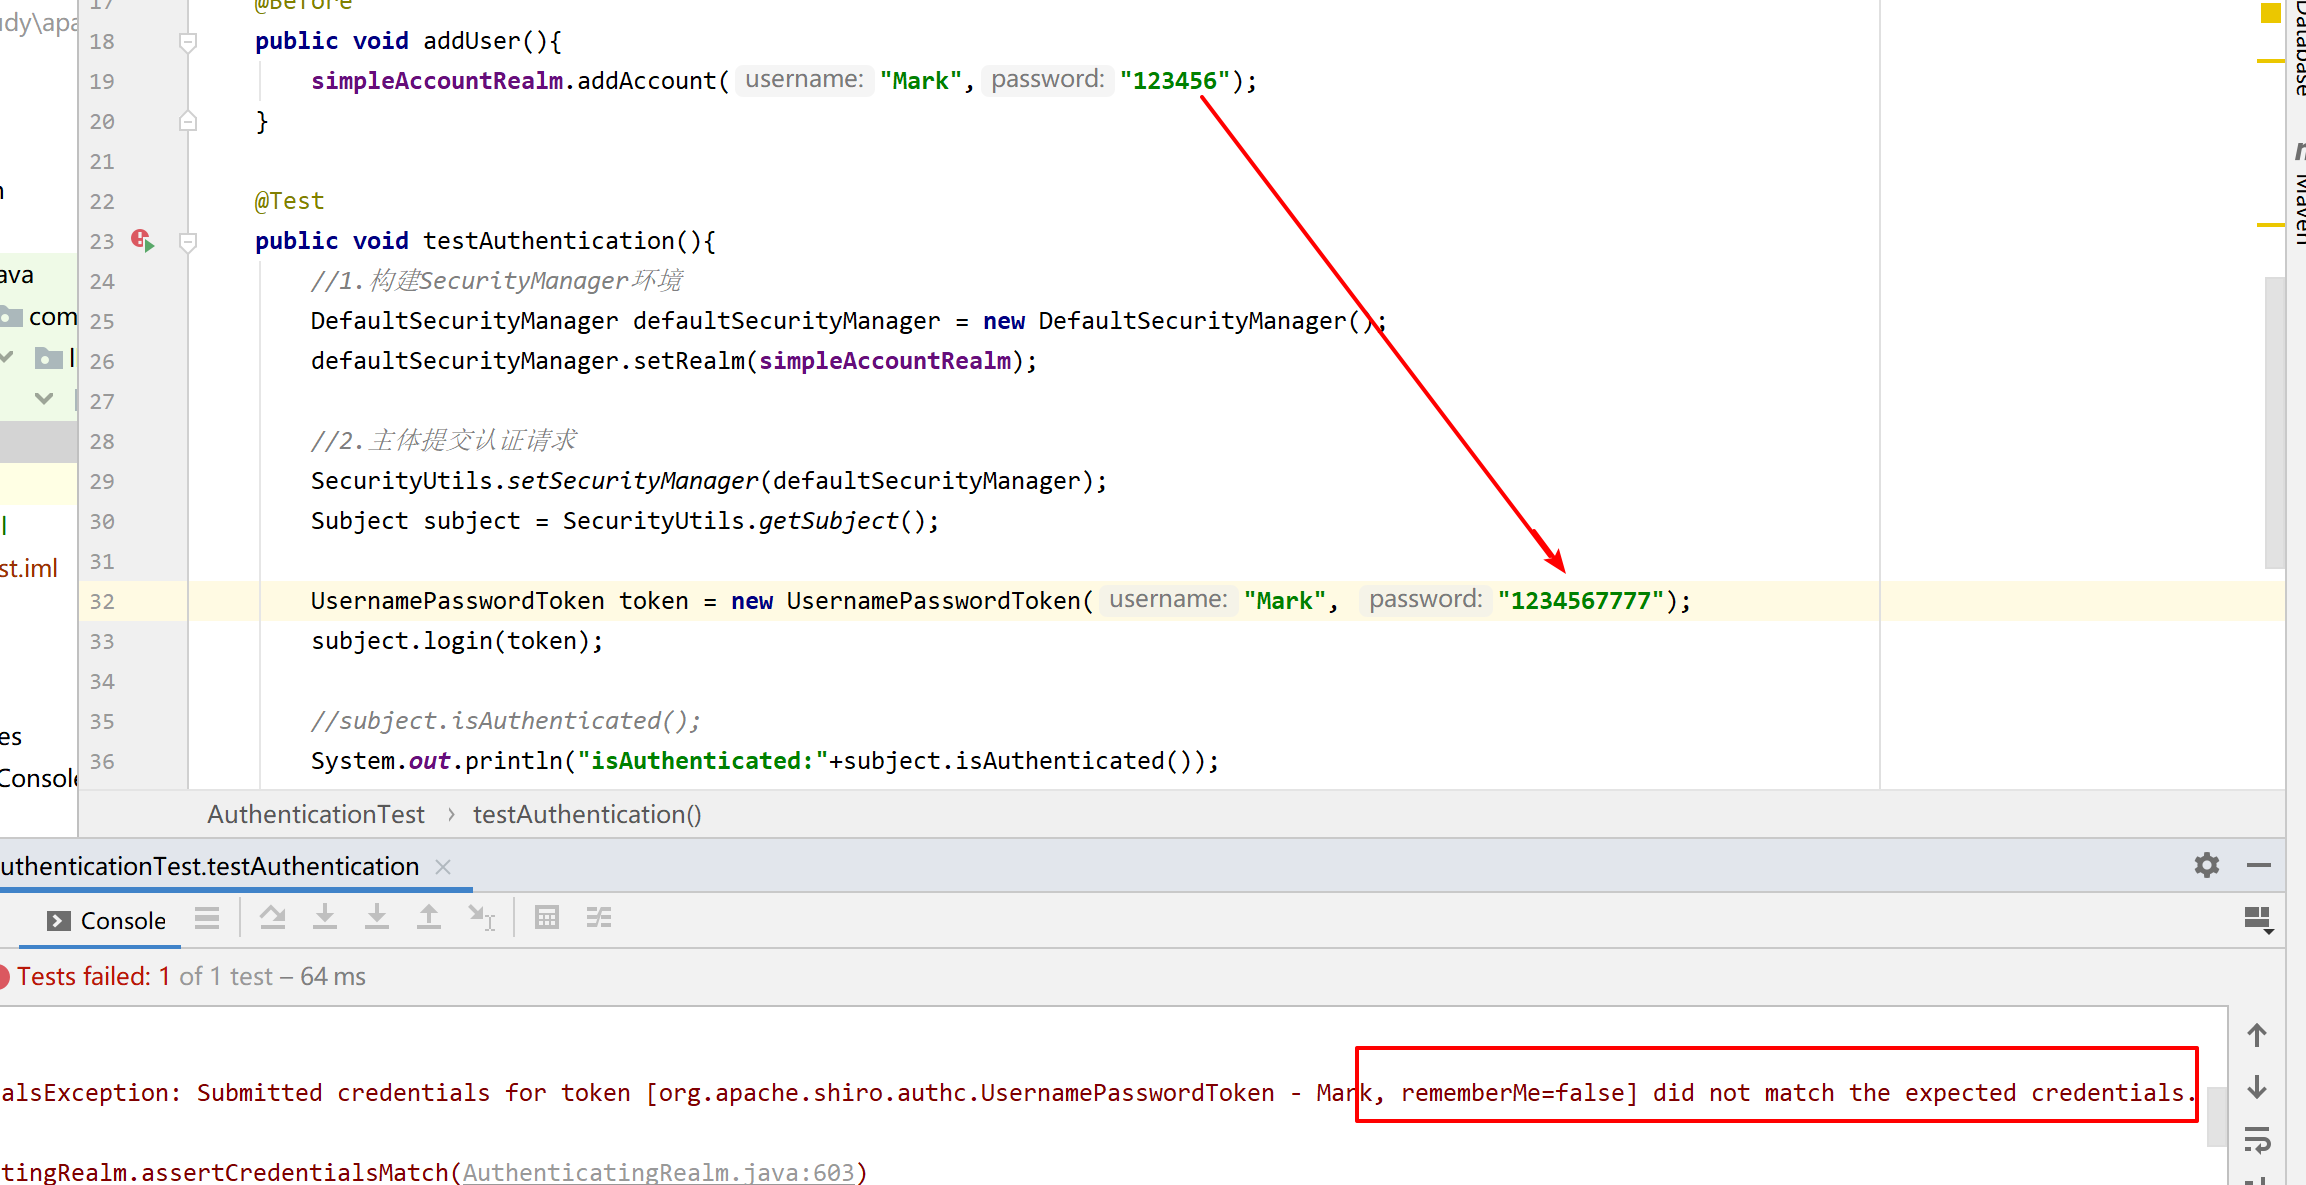 17 @Before
18 public void addUser(){
19 simpleAccountRealm.addAccount( username: "Mark", password: "123456");
20 }
21
22 @Test
23 public void testAuthentication(){
24 //1.构建SecurityManager环境
25 DefaultSecurityManager defaultSecurityManager = new DefaultSecurityManager();
26 defaultSecurityManager.setRealm(simpleAccountRealm);
27
28 //2.主体提交认证请求
29 SecurityUtils.setSecurityManager(defaultSecurityManager);
30 Subject subject = SecurityUtils.getSubject();
31
32 UsernamePasswordToken token = new UsernamePasswordToken( username: "Mark", password: "1234567777");
33 subject.login(token);
34
35 //subject.isAuthenticated();
36 System.out.println("isAuthenticated:"+subject.isAuthenticated());
udy\apa
ava
com
st.iml
es
Console
Database
Maven
AuthenticationTest › testAuthentication()
uthenticationTest.testAuthentication
Console
Tests failed: 1 of 1 test – 64 ms
alsException: Submitted credentials for token [org.apache.shiro.authc.UsernamePasswordToken - Mark, rememberMe=false] did not match the expected credentials.
tingRealm.assertCredentialsMatch(AuthenticatingRealm.java:603)